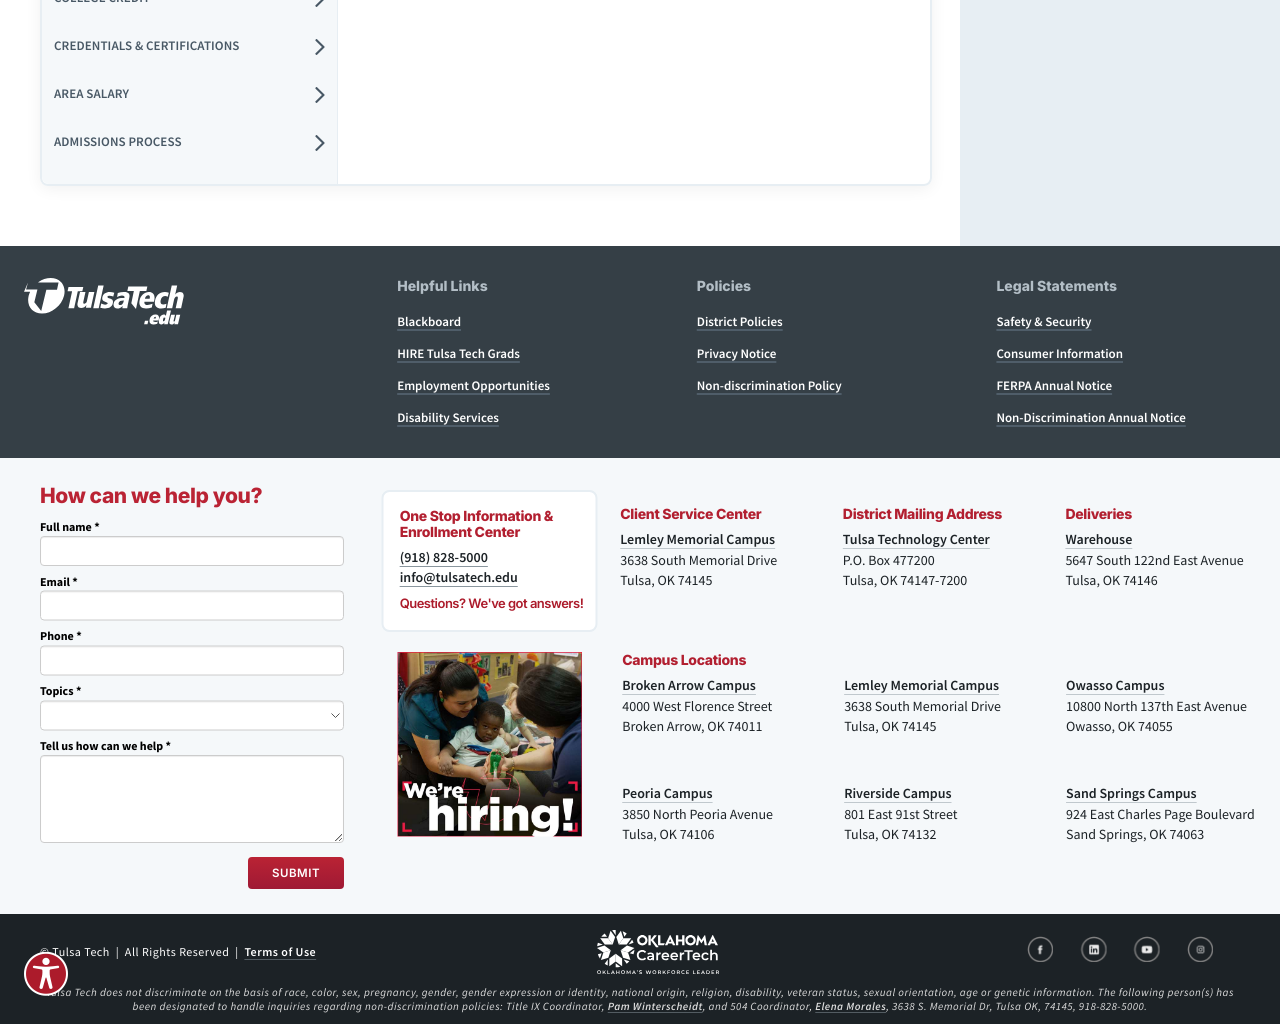 CREDENTIALS & CERTIFICATIONS
AREA SALARY
ADMISSIONS PROCESS
TulsaTech
.edu
Helpful Links
Blackboard
HIRE Tulsa Tech Grads
Employment Opportunities
Disability Services
Policies
District Policies
Privacy Notice
Non-discrimination Policy
Legal Statements
Safety & Security
Consumer Information
FERPA Annual Notice
Non-Discrimination Annual Notice
How can we help you?
Full name *
Email *
Phone *
Topics *
Tell us how can we help *
SUBMIT
One Stop Information &
Enrollment Center
(918) 828-5000
info@tulsatech.edu
Questions? We've got answers!
We're
hiring!
Client Service Center
Lemley Memorial Campus
3638 South Memorial Drive
Tulsa, OK 74145
District Mailing Address
Tulsa Technology Center
P.O. Box 477200
Tulsa, OK 74147-7200
Deliveries
Warehouse
5647 South 122nd East Avenue
Tulsa, OK 74146
Campus Locations
Broken Arrow Campus
4000 West Florence Street
Broken Arrow, OK 74011
Lemley Memorial Campus
3638 South Memorial Drive
Tulsa, OK 74145
Owasso Campus
10800 North 137th East Avenue
Owasso, OK 74055
Peoria Campus
3850 North Peoria Avenue
Tulsa, OK 74106
Riverside Campus
801 East 91st Street
Tulsa, OK 74132
Sand Springs Campus
924 East Charles Page Boulevard
Sand Springs, OK 74063
© Tulsa Tech | All Rights Reserved | Terms of Use
OKLAHOMA
CareerTech
OKLAHOMA'S WORKFORCE LEADER
Tulsa Tech does not discriminate on the basis of race, color, sex, pregnancy, gender, gender expression or identity, national origin, religion, disability, veteran status, sexual orientation, age or genetic information. The following person(s) has
been designated to handle inquiries regarding non-discrimination policies: Title IX Coordinator, Pam Winterscheidt, and 504 Coordinator, Elena Morales, 3638 S. Memorial Dr, Tulsa OK, 74145, 918-828-5000.